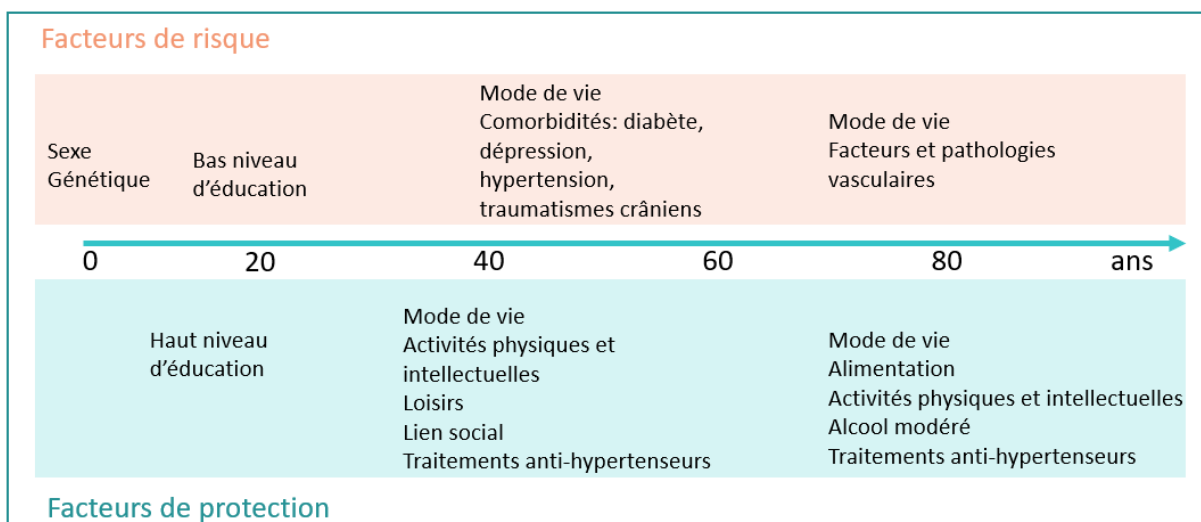 Facteurs de risque
Sexe
Génétique
Bas niveau
d'éducation
Mode de vie
Comorbidités: diabète,
dépression,
hypertension,
traumatismes crâniens
Mode de vie
Facteurs et pathologies
vasculaires
0 20 40 60 80 ans
Haut niveau
d'éducation
Mode de vie
Activités physiques et
intellectuelles
Loisirs
Lien social
Traitements anti-hypertenseurs
Mode de vie
Alimentation
Activités physiques et intellectuelles
Alcool modéré
Traitements anti-hypertenseurs
Facteurs de protection